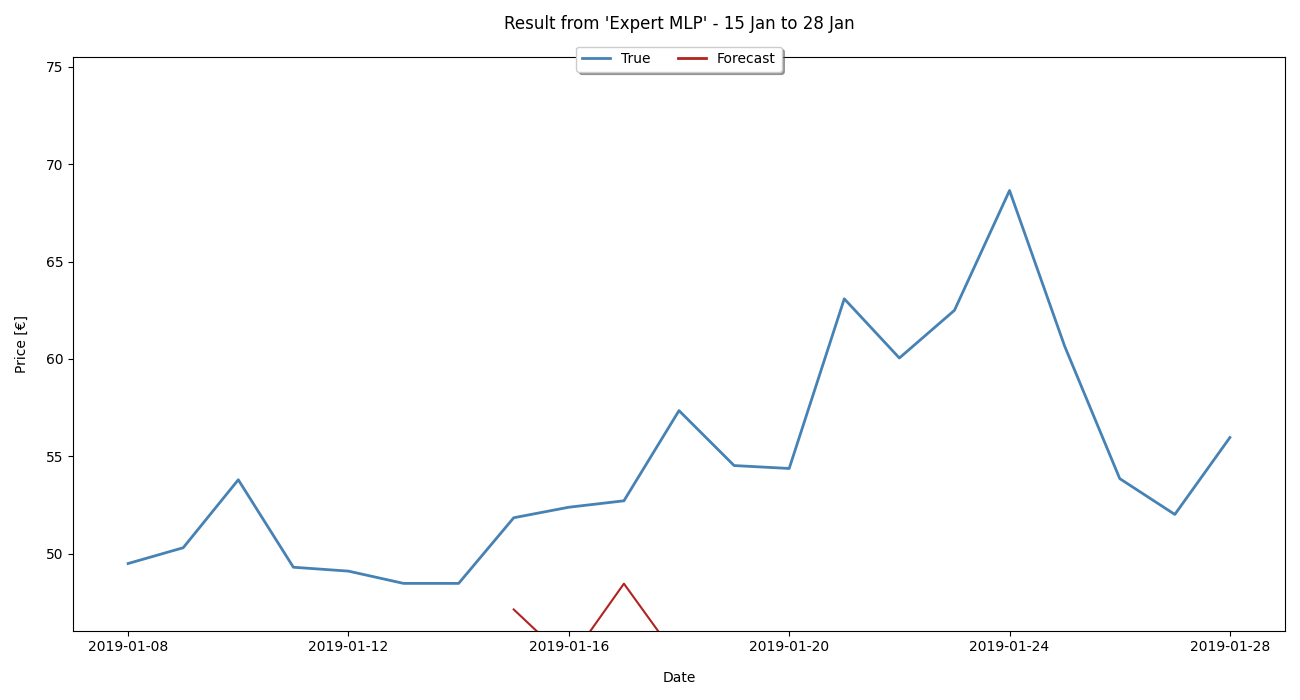 Result from 'Expert MLP' - 15 Jan to 28 Jan
True Forecast
75
70
65
60
55
50
Price [€]
2019-01-08 2019-01-12 2019-01-16 2019-01-20 2019-01-24 2019-01-28
Date